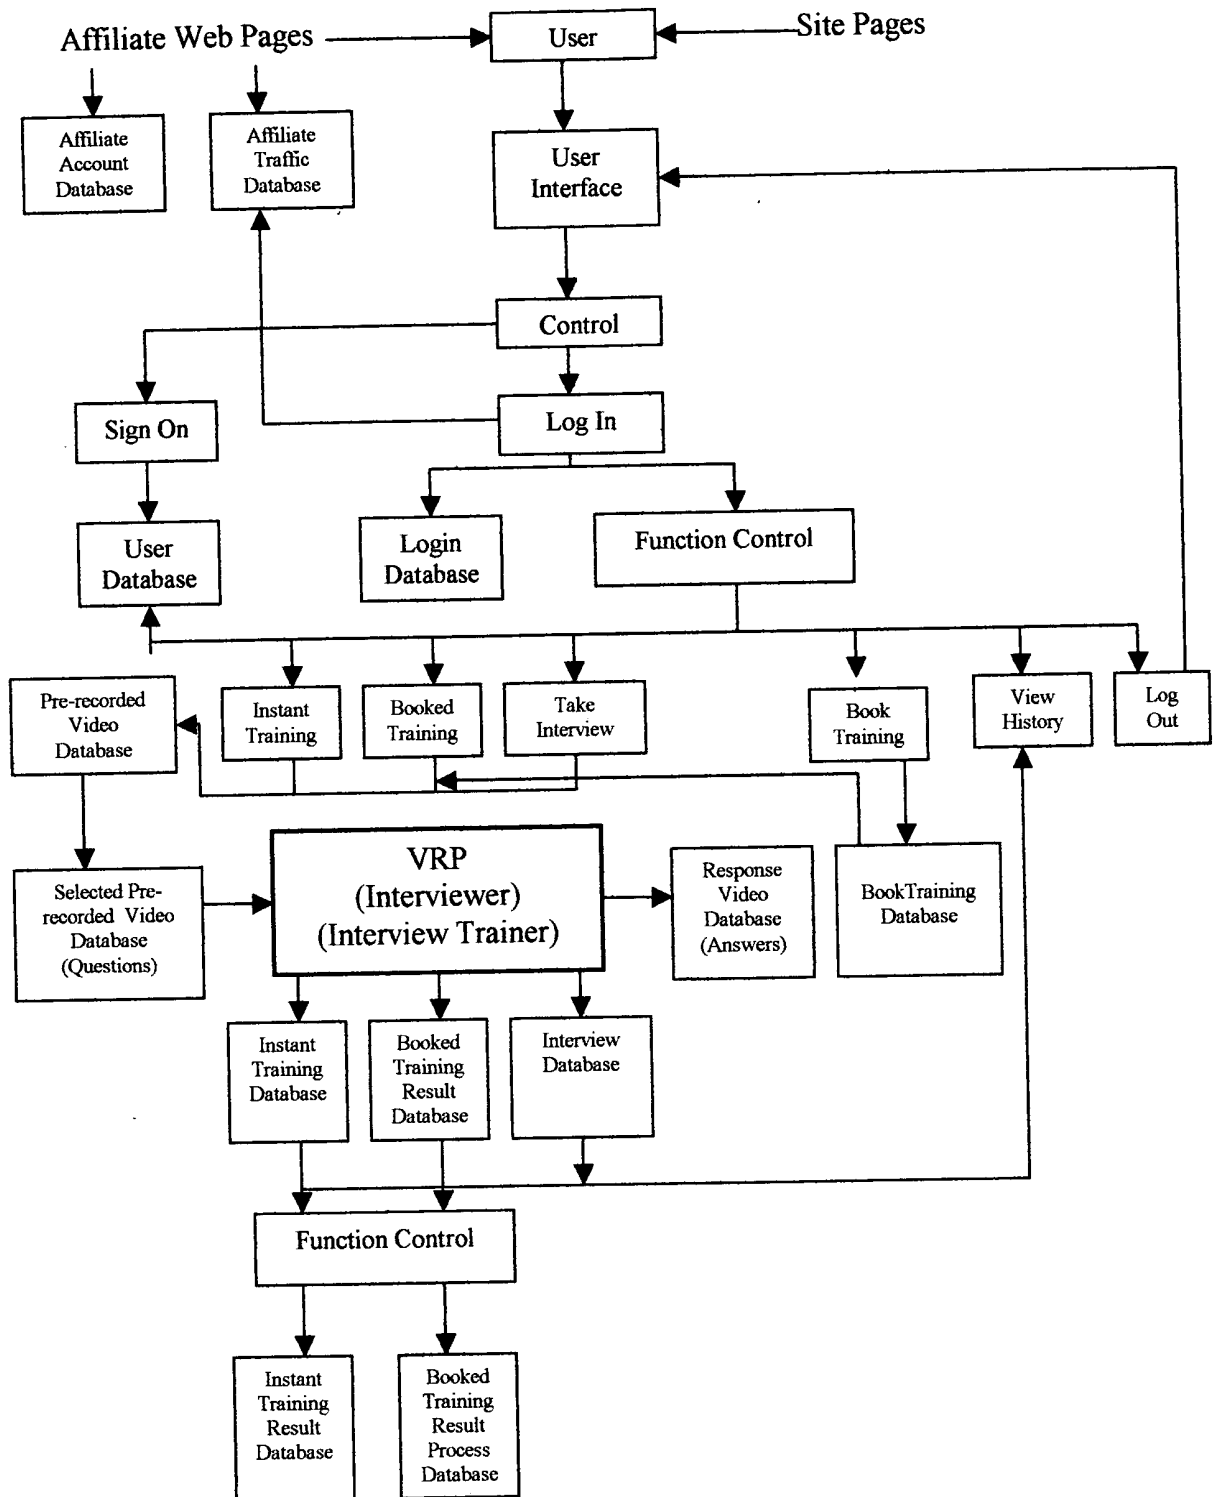 Affiliate Web Pages
User
Site Pages
Affiliate
Account
Database
Affiliate
Traffic
Database
User
Interface
Control
Sign On
Log In
User
Database
Login
Database
Function Control
Pre-recorded
Video
Database
Instant
Training
Booked
Training
Take
Interview
Book
Training
View
History
Log
Out
Selected Pre-
recorded Video
Database
(Questions)
VRP
(Interviewer)
(Interview Trainer)
Response
Video
Database
(Answers)
BookTraining
Database
Instant
Training
Database
Booked
Training
Result
Database
Interview
Database
Function Control
Instant
Training
Result
Database
Booked
Training
Result
Process
Database